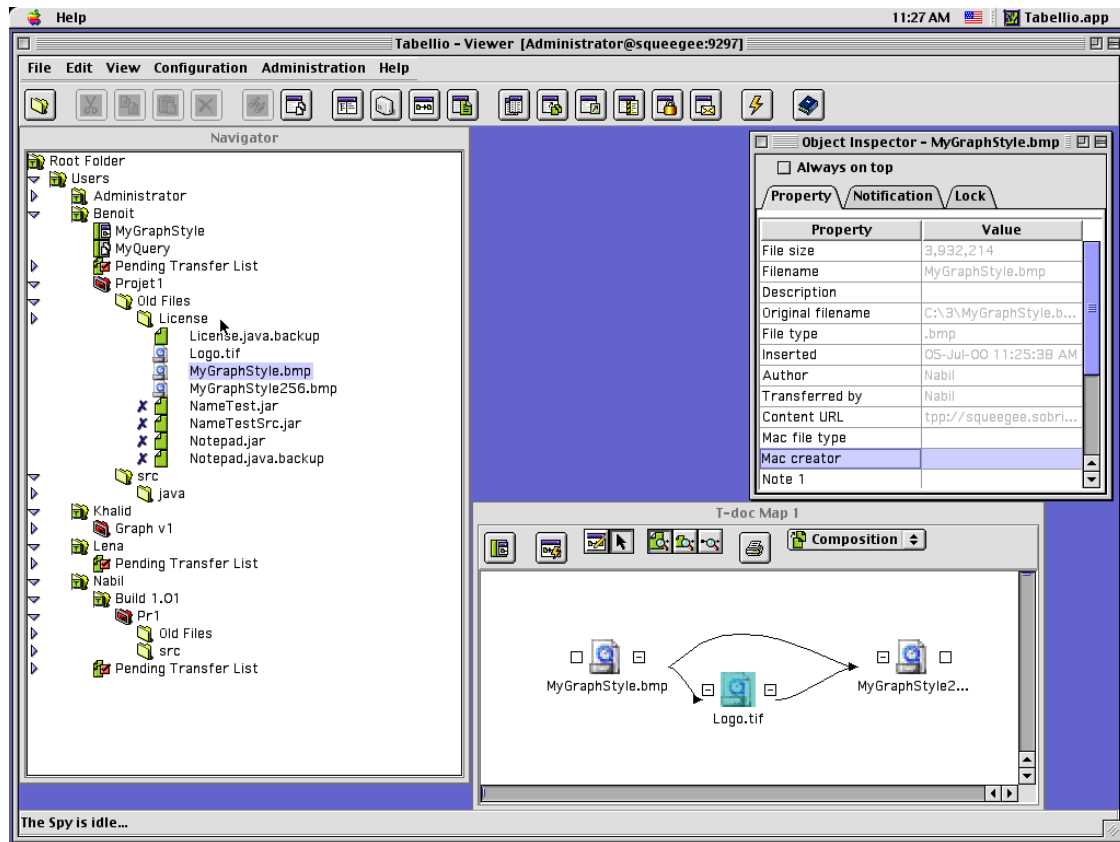 Help 11:27 AM Tabellio.app
Tabellio - Viewer [Administrator@squeegee:9297]
File Edit View Configuration Administration Help
Navigator
Root Folder
Users
Administrator
Benoit
MyGraphStyle
MyQuery
Pending Transfer List
Projet1
Old Files
License
License.java.backup
Logo.tif
MyGraphStyle.bmp
MyGraphStyle256.bmp
NameTest.jar
NameTestSrc.jar
Notepad.jar
Notepad.java.backup
src
java
Khalid
Graph v1
Lena
Pending Transfer List
Nabil
Build 1.01
Pr1
Old Files
src
Pending Transfer List
Object Inspector - MyGraphStyle.bmp
Always on top
Property Notification Lock
Property Value
File size 3,932,214
Filename MyGraphStyle.bmp
Description
Original filename C:\3\MyGraphStyle.b...
File type .bmp
Inserted 05-Jul-00 11:25:38 AM
Author Nabil
Transferred by Nabil
Content URL tpp://squeegee.sobri...
Mac file type
Mac creator
Note 1
T-doc Map 1
Composition
MyGraphStyle.bmp
MyGraphStyle2...
Logo.tif
The Spy is idle...